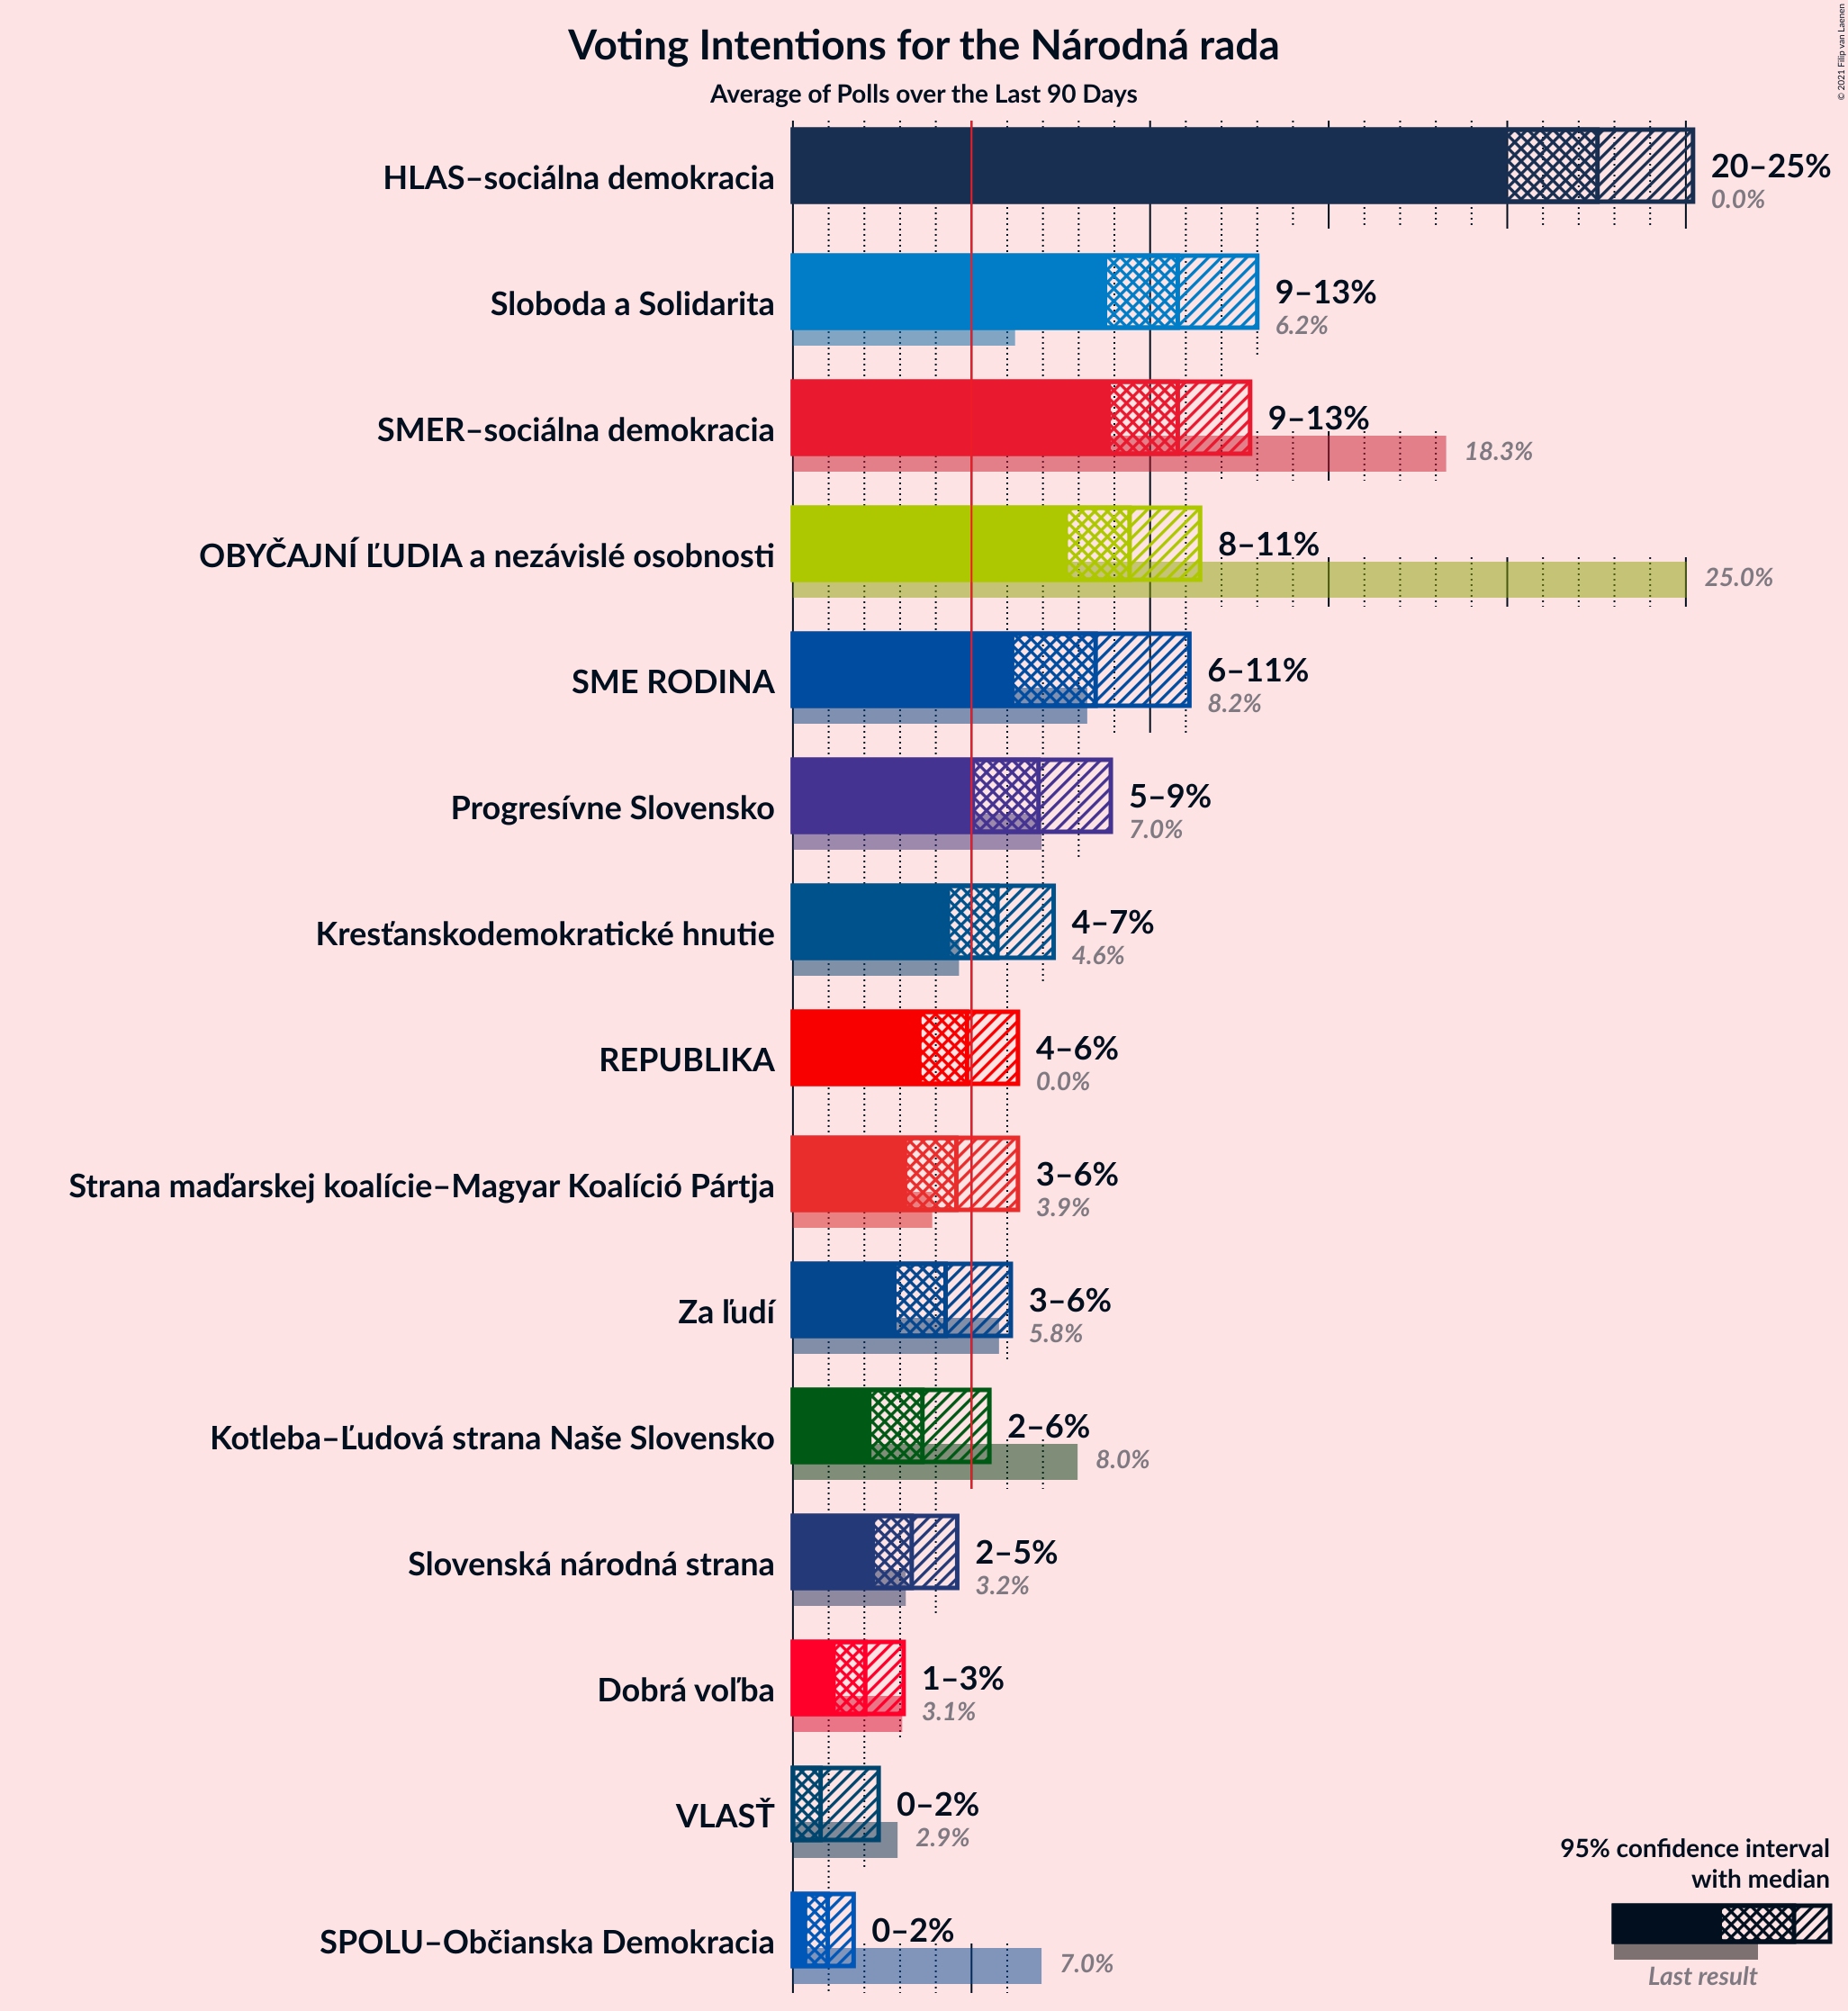 Voting Intentions for the Národná rada
Average of Polls over the Last 90 Days
© 2021 Filip van Laenen
HLAS–sociálna demokracia
20–25%
0.0%
Sloboda a Solidarita
9–13%
6.2%
SMER–sociálna demokracia
9–13%
18.3%
OBYČAJNÍ ĽUDIA a nezávislé osobnosti
8–11%
25.0%
SME RODINA
6–11%
8.2%
Progresívne Slovensko
5–9%
7.0%
Kresťanskodemokratické hnutie
4–7%
4.6%
REPUBLIKA
4–6%
0.0%
Strana maďarskej koalície–Magyar Koalíció Pártja
3–6%
3.9%
Za ľudí
3–6%
5.8%
Kotleba–Ľudová strana Naše Slovensko
2–6%
8.0%
Slovenská národná strana
2–5%
3.2%
Dobrá voľba
1–3%
3.1%
VLASŤ
0–2%
2.9%
SPOLU–Občianska Demokracia
0–2%
7.0%
95% confidence interval
with median
Last result